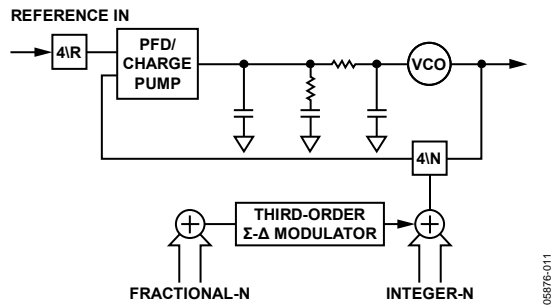 REFERENCE IN
4\R
PFD/
CHARGE
PUMP
VCO
4\N
THIRD-ORDER
Σ-Δ MODULATOR
FRACTIONAL-N
INTEGER-N
05876-011